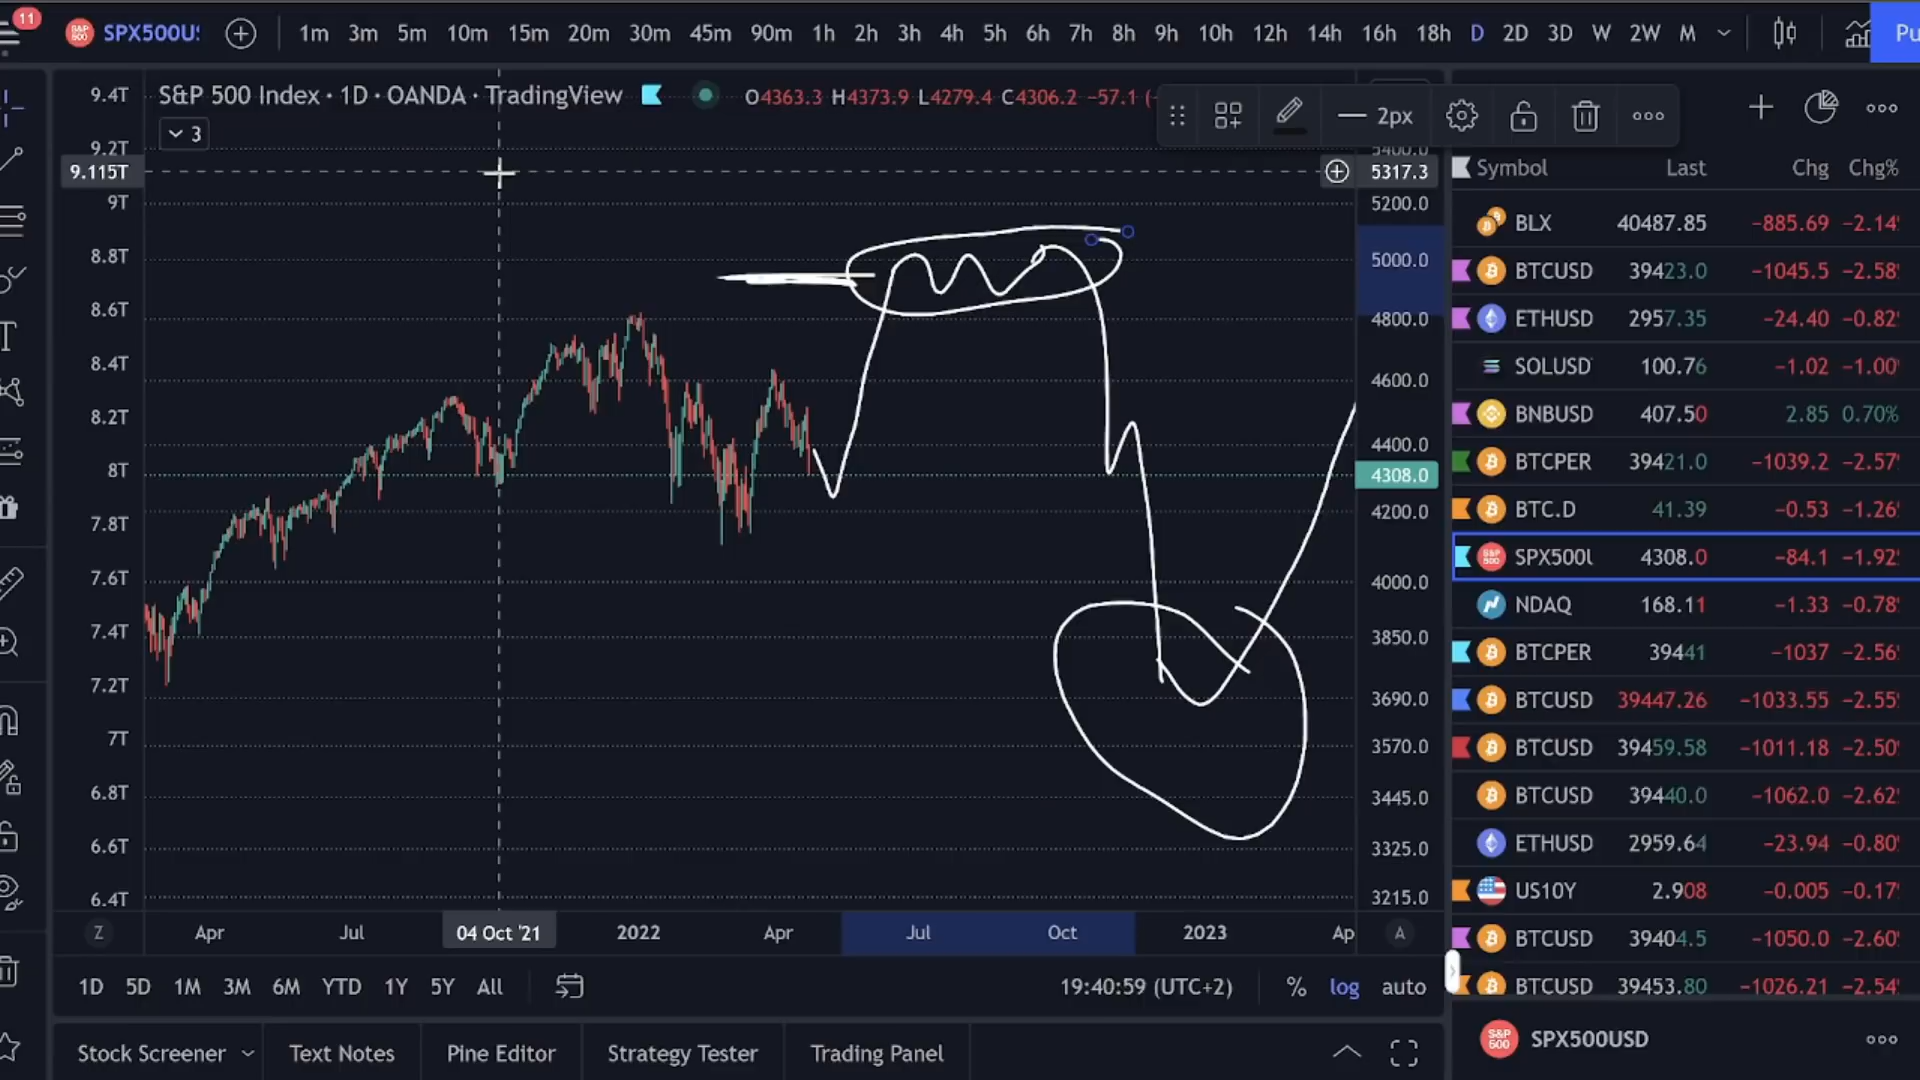 11
S&P 500
SPX500U
1m 3m 5m 10m 15m 20m 30m 45m 90m 1h 2h 3h 4h 5h 6h 7h 8h 9h 10h 12h 14h 16h 18h D 2D 3D W 2W M
Pu
S&P 500 Index · 1D · OANDA · TradingView
O4363.3 H4373.9 L4279.4 C4306.2 −57.1 (−
3
2px
9.4T
9.2T
9.115T
9T
8.8T
8.6T
8.4T
8.2T
8T
7.8T
7.6T
7.4T
7.2T
7T
6.8T
6.6T
6.4T
5400.0
5317.3
5200.0
5000.0
4800.0
4600.0
4400.0
4308.0
4200.0
4000.0
3850.0
3690.0
3570.0
3445.0
3325.0
3215.0
Z Apr Jul 04 Oct '21 2022 Apr Jul Oct 2023 Ap A
1D 5D 1M 3M 6M YTD 1Y 5Y All
19:40:59 (UTC+2) % log auto
Stock Screener Text Notes Pine Editor Strategy Tester Trading Panel
Symbol Last Chg Chg%
BLX 40487.85 −885.69 −2.14
BTCUSD 39423.0 −1045.5 −2.58
ETHUSD 2957.35 −24.40 −0.82
SOLUSD 100.76 −1.02 −1.00
BNBUSD 407.50 2.85 0.70%
BTCPER 39421.0 −1039.2 −2.57
BTC.D 41.39 −0.53 −1.26
S&P 500 SPX500 4308.0 −84.1 −1.92
NDAQ 168.11 −1.33 −0.78
BTCPER 39441 −1037 −2.56
BTCUSD 39447.26 −1033.55 −2.55
BTCUSD 39459.58 −1011.18 −2.50
BTCUSD 39440.0 −1062.0 −2.62
ETHUSD 2959.64 −23.94 −0.80
US10Y 2.908 −0.005 −0.17
BTCUSD 39404.5 −1050.0 −2.60
BTCUSD 39453.80 −1026.21 −2.54
S&P 500 SPX500USD